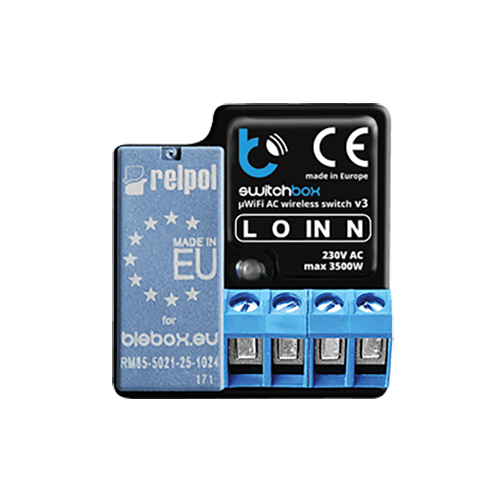 relpol
MADE IN
EU
for
blebox.eu
RM85-5021-25-1024
171
CE
made in Europe
switchbox
µWiFi AC wireless switch v3
L O IN N
230V AC
max 3500W